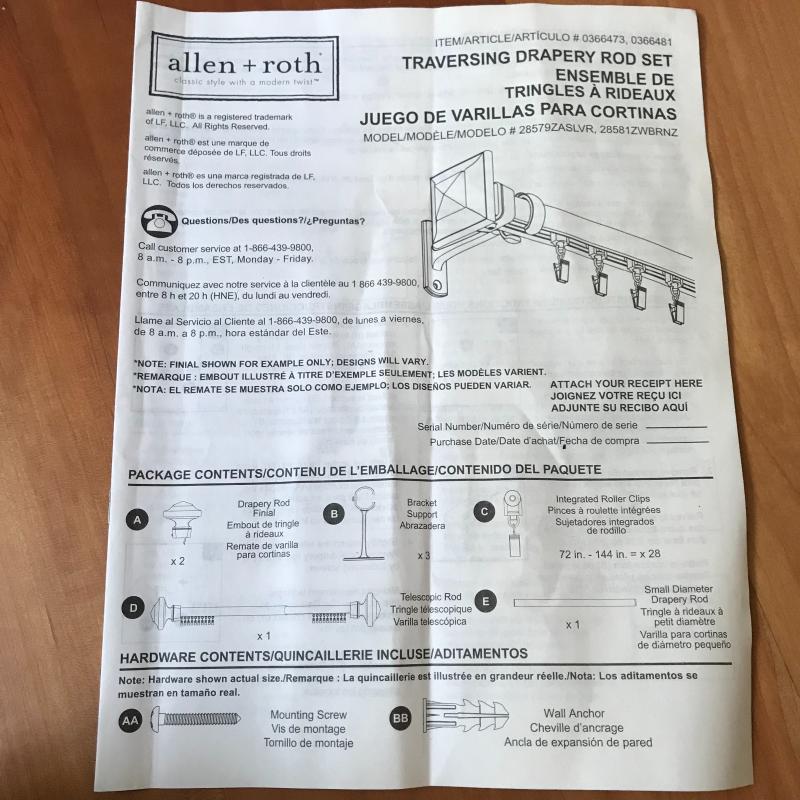 allen + roth®
classic style with a modern twist™
allen + roth® is a registered trademark
of LF, LLC. All Rights Reserved.
allen + roth® est une marque de
commerce déposée de LF, LLC. Tous droits
réservés.
allen + roth® es una marca registrada de LF,
LLC. Todos los derechos reservados.
ITEM/ARTICLE/ARTÍCULO # 0366473, 0366481
TRAVERSING DRAPERY ROD SET
ENSEMBLE DE
TRINGLES À RIDEAUX
JUEGO DE VARILLAS PARA CORTINAS
MODEL/MODÈLE/MODELO # 28579ZASLVR, 28581ZWBRNZ
Questions/Des questions?/¿Preguntas?
Call customer service at 1-866-439-9800,
8 a.m. - 8 p.m., EST, Monday - Friday.
Communiquez avec notre service à la clientèle au 1 866 439-9800,
entre 8 h et 20 h (HNE), du lundi au vendredi.
Llame al Servicio al Cliente al 1-866-439-9800, de lunes a viernes,
de 8 a.m. a 8 p.m., hora estándar del Este.
*NOTE: FINIAL SHOWN FOR EXAMPLE ONLY; DESIGNS WILL VARY.
*REMARQUE : EMBOUT ILLUSTRÉ À TITRE D'EXEMPLE SEULEMENT; LES MODÈLES VARIENT.
*NOTA: EL REMATE SE MUESTRA SOLO COMO EJEMPLO; LOS DISEÑOS PUEDEN VARIAR.
ATTACH YOUR RECEIPT HERE
JOIGNEZ VOTRE REÇU ICI
ADJUNTE SU RECIBO AQUÍ
Serial Number/Numéro de série/Número de serie
Purchase Date/Date d'achat/Fecha de compra
PACKAGE CONTENTS/CONTENU DE L'EMBALLAGE/CONTENIDO DEL PAQUETE
A
Drapery Rod
Finial
Embout de tringle
à rideaux
Remate de varilla
para cortinas
x 2
B
Bracket
Support
Abrazadera
x 3
C
Integrated Roller Clips
Pinces à roulette intégrées
Sujetadores integrados
de rodillo
72 in. - 144 in. = x 28
D
Telescopic Rod
Tringle télescopique
Varilla telescópica
x 1
E
Small Diameter
Drapery Rod
Tringle à rideaux à
petit diamètre
Varilla para cortinas
de diámetro pequeño
x 1
HARDWARE CONTENTS/QUINCAILLERIE INCLUSE/ADITAMENTOS
Note: Hardware shown actual size./Remarque : La quincaillerie est illustrée en grandeur réelle./Nota: Los aditamentos se
muestran en tamaño real.
AA
Mounting Screw
Vis de montage
Tornillo de montaje
BB
Wall Anchor
Cheville d'ancrage
Ancla de expansión de pared